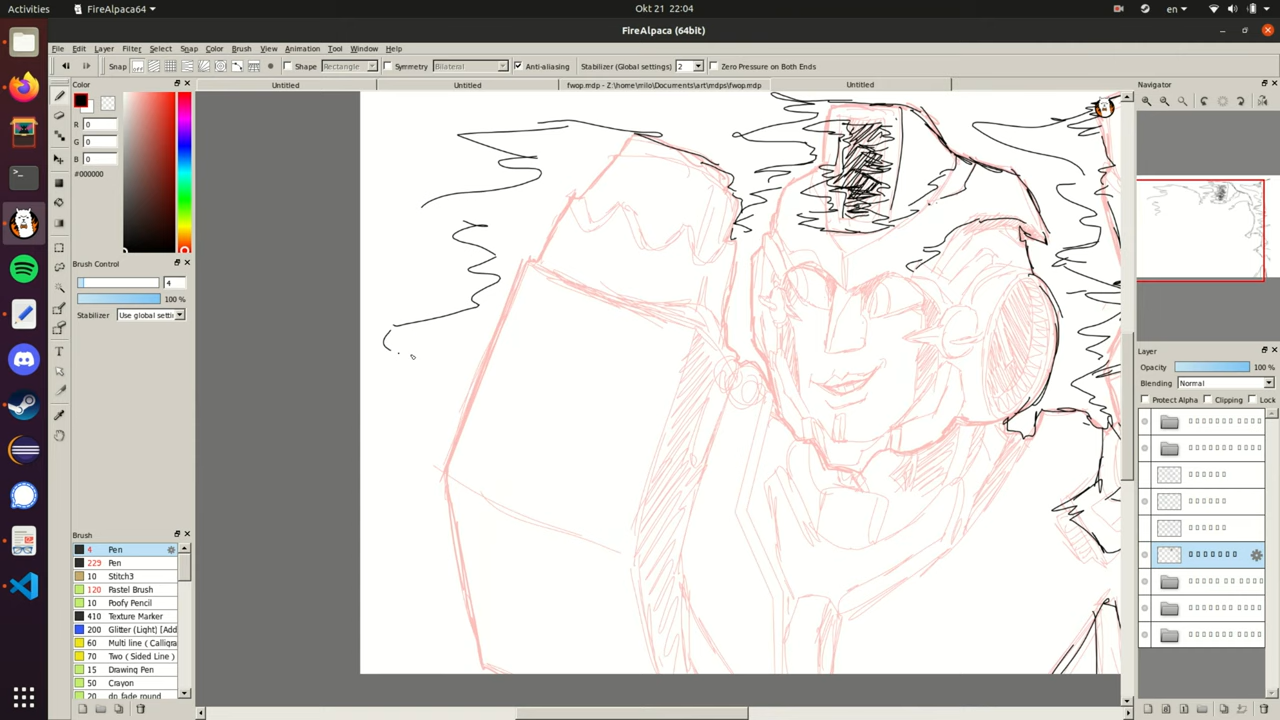 Activities FireAlpaca64 Okt 21 22:04 en
FireAlpaca (64bit)
File Edit Layer Filter Select Snap Color Brush View Animation Tool Window Help
Snap OFF Shape Rectangle Symmetry Bilateral Anti-aliasing Stabilizer (Global settings) 2 Zero Pressure on Both Ends
Color
Untitled Untitled fwop.mdp - Z:\home\milo\Documents\art\mdps\fwop.mdp Untitled
Navigator
R 0
G 0
B 0
#000000
Brush Control
4
100 %
Stabilizer Use global setti
Layer
Opacity 100 %
Blending Normal
Protect Alpha Clipping Lock
Brush
4 Pen
229 Pen
10 Stitch3
120 Pastel Brush
10 Poofy Pencil
410 Texture Marker
200 Glitter (Light) [Add
60 Multi line ( Calligra
70 Two ( Sided Line )
15 Drawing Pen
50 Crayon
20 dp fade round